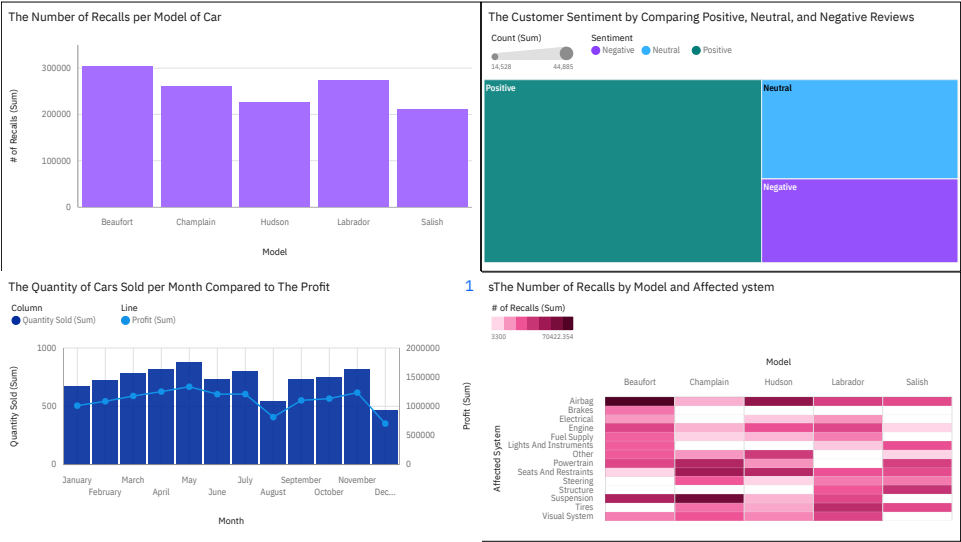 The Number of Recalls per Model of Car
# of Recalls (Sum)
300000
200000
100000
0
Beaufort Champlain Hudson Labrador Salish
Model
The Customer Sentiment by Comparing Positive, Neutral, and Negative Reviews
Count (Sum) Sentiment
Negative Neutral Positive
14,528 44,885
Positive Neutral
Negative
The Quantity of Cars Sold per Month Compared to The Profit 1
Column Line
Quantity Sold (Sum) Profit (Sum)
Quantity Sold (Sum)
1000
500
0
2000000
1500000
1000000
500000
0
Profit (Sum)
January March May July September November
February April June August October Dec...
Month
sThe Number of Recalls by Model and Affected ystem
# of Recalls (Sum)
3300 70422.354
Model
Beaufort Champlain Hudson Labrador Salish
Affected System
Airbag
Brakes
Electrical
Engine
Fuel Supply
Lights And Instruments
Other
Powertrain
Seats And Restraints
Steering
Structure
Suspension
Tires
Visual System